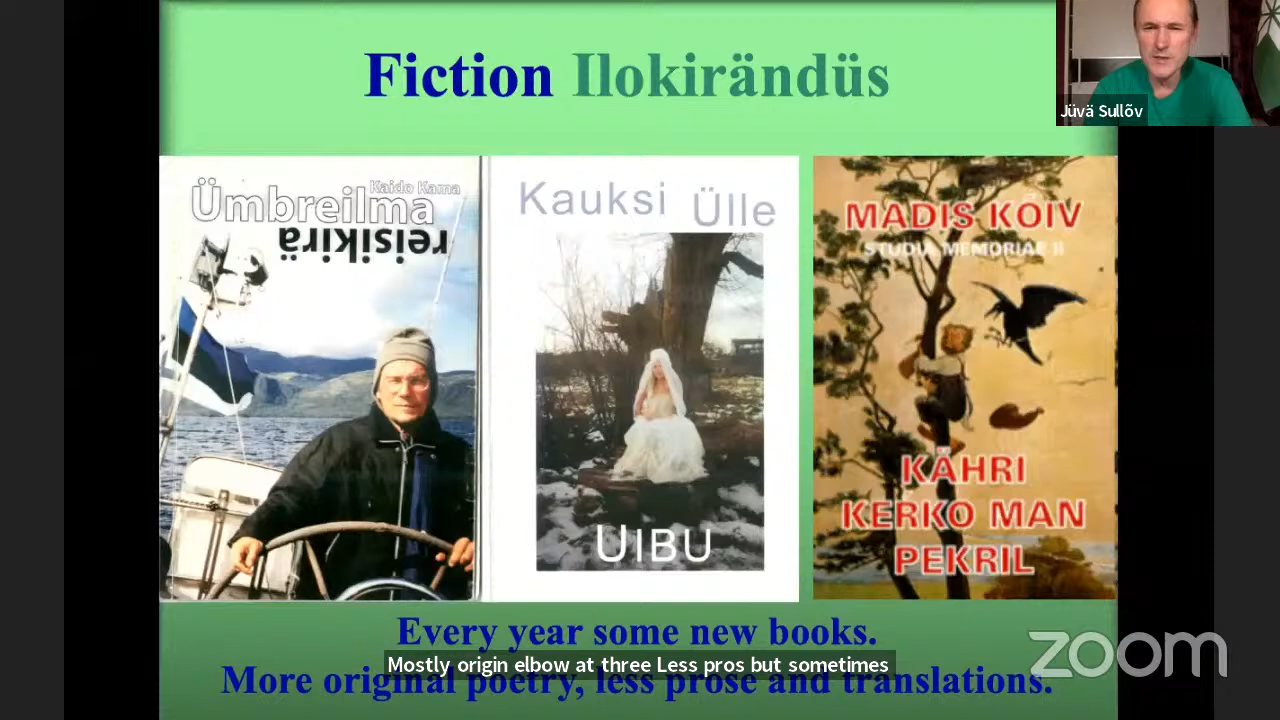 Fiction Ilokirändüs
Jüvä Sullõv
Kaido Kama
Ümbreilma
reisikirä
Kauksi Ülle
UIBU
MADIS KÕIV
STUDIA MEMORIAE II
KÄHRI
KERKO MAN
PEKRIL
Every year some new books.
Mostly origin elbow at three Less pros but sometimes
More original poetry, less prose and translations.
zoom